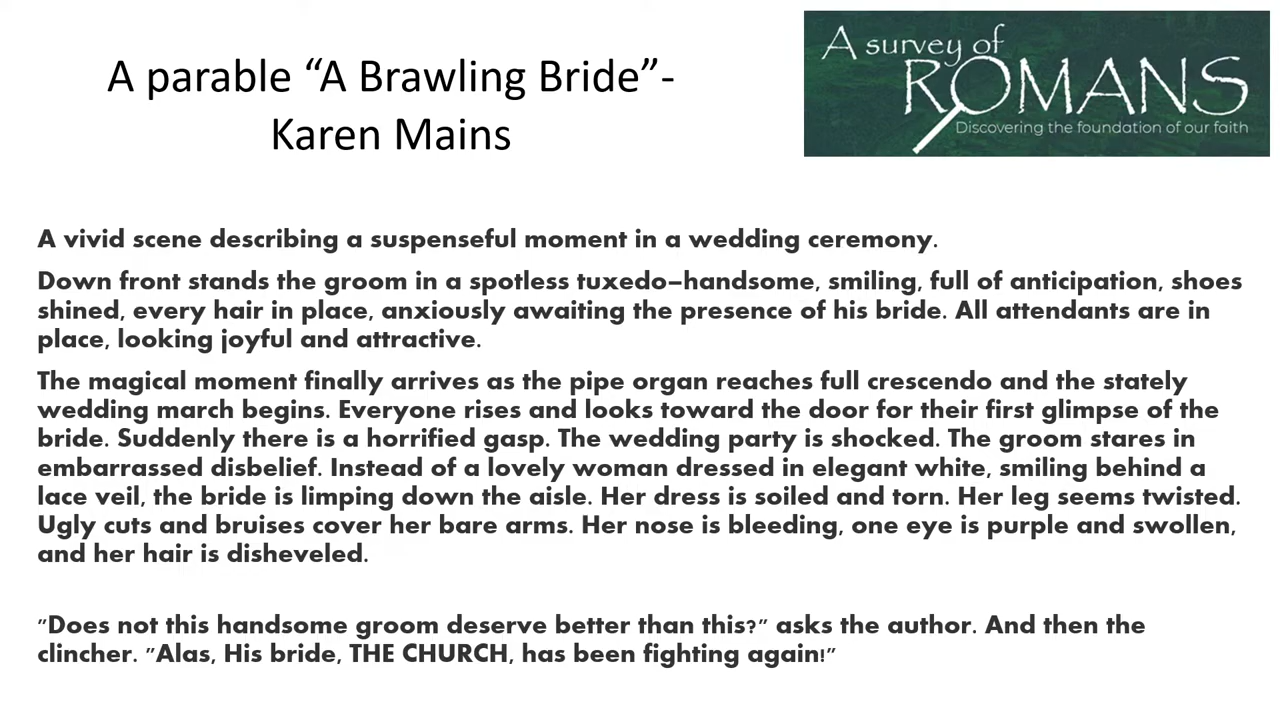 A parable “A Brawling Bride”-
Karen Mains
A survey of
ROMANS
Discovering the foundation of our faith
A vivid scene describing a suspenseful moment in a wedding ceremony.
Down front stands the groom in a spotless tuxedo—handsome, smiling, full of anticipation, shoes
shined, every hair in place, anxiously awaiting the presence of his bride. All attendants are in
place, looking joyful and attractive.
The magical moment finally arrives as the pipe organ reaches full crescendo and the stately
wedding march begins. Everyone rises and looks toward the door for their first glimpse of the
bride. Suddenly there is a horrified gasp. The wedding party is shocked. The groom stares in
embarrassed disbelief. Instead of a lovely woman dressed in elegant white, smiling behind a
lace veil, the bride is limping down the aisle. Her dress is soiled and torn. Her leg seems twisted.
Ugly cuts and bruises cover her bare arms. Her nose is bleeding, one eye is purple and swollen,
and her hair is disheveled.
"Does not this handsome groom deserve better than this?" asks the author. And then the
clincher. "Alas, His bride, THE CHURCH, has been fighting again!"